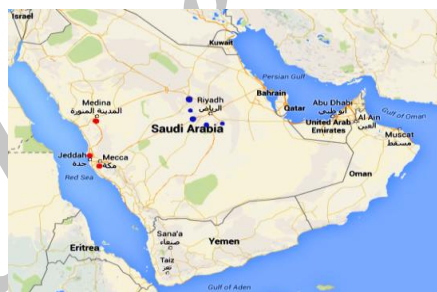 Israel
Kuwait
Persian Gulf
Medina
المدينة المنورة
Riyadh
الرياض
Bahrain
Qatar
Abu Dhabi
أبو ظبي
Gulf of Oman
United Arab
Emirates
Al Ain
العين
Muscat
مسقط
Saudi Arabia
Jeddah
جدة
Mecca
مكة
Red Sea
Oman
Sana'a
صنعاء
Yemen
Eritrea
Taiz
تعز
Gulf of Aden